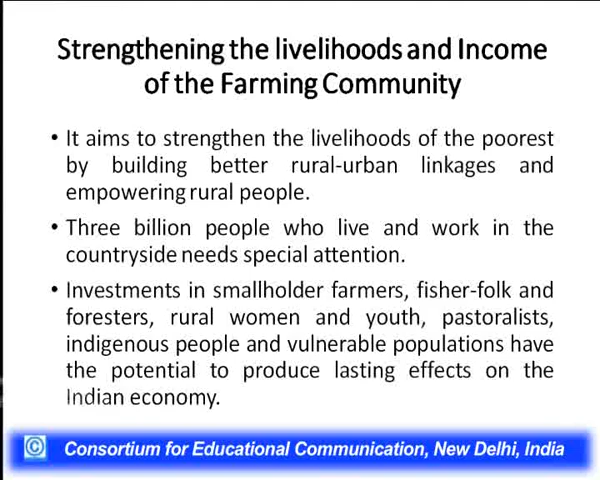 Strengthening the livelihoods and Income
of the Farming Community
• It aims to strengthen the livelihoods of the poorest
by building better rural-urban linkages and
empowering rural people.
• Three billion people who live and work in the
countryside needs special attention.
• Investments in smallholder farmers, fisher-folk and
foresters, rural women and youth, pastoralists,
indigenous people and vulnerable populations have
the potential to produce lasting effects on the
Indian economy.
© Consortium for Educational Communication, New Delhi, India